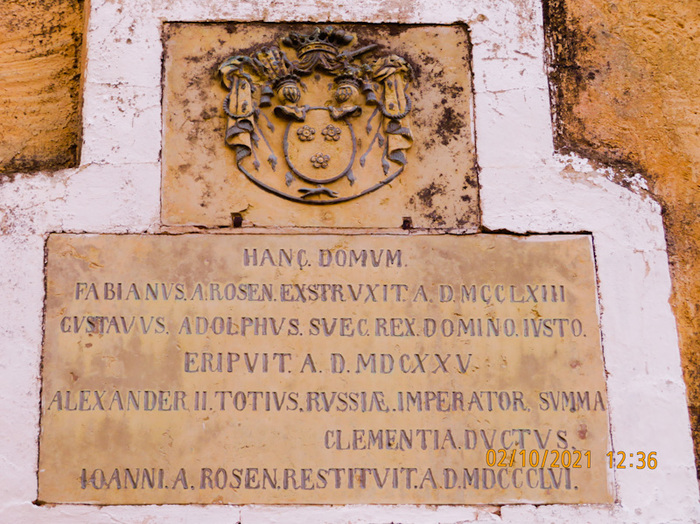 HANC. DOMVM.
FABIANVS. A. ROSEN. EXSTRVXIT. A. D. MCCLXIII
GVSTAVVS. ADOLPHVS. SVEC. REX. DOMINO. IVSTO.
ERIPVIT. A. D. MDCXXV.
ALEXANDER II. TOTIVS. RVSSIÆ. IMPERATOR. SVMMA
CLEMENTIA. DVCTVS.
IOANNI. A. ROSEN. RESTITVIT. A. D. MDCCCLVI.
02/10/2021 12:36